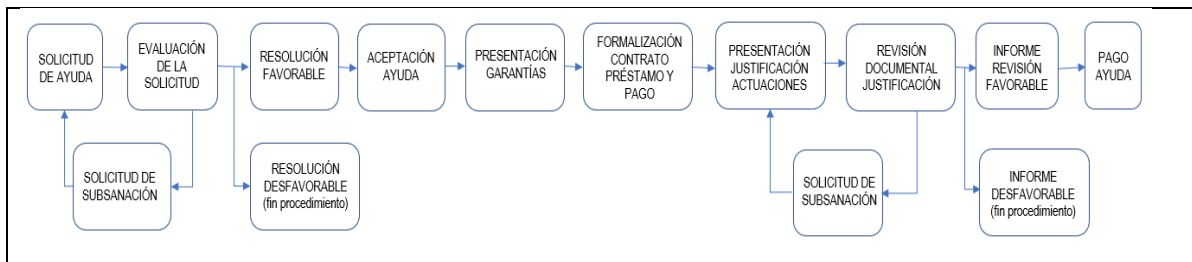 SOLICITUD
DE AYUDA
EVALUACIÓN
DE LA
SOLICITUD
RESOLUCIÓN
FAVORABLE
ACEPTACIÓN
AYUDA
PRESENTACIÓN
GARANTÍAS
FORMALIZACIÓN
CONTRATO
PRÉSTAMO Y
PAGO
PRESENTACIÓN
JUSTIFICACIÓN
ACTUACIONES
REVISIÓN
DOCUMENTAL
JUSTIFICACIÓN
INFORME
REVISIÓN
FAVORABLE
PAGO
AYUDA
SOLICITUD DE
SUBSANACIÓN
RESOLUCIÓN
DESFAVORABLE
(fin procedimiento)
SOLICITUD DE
SUBSANACIÓN
INFORME
DESFAVORABLE
(fin procedimiento)